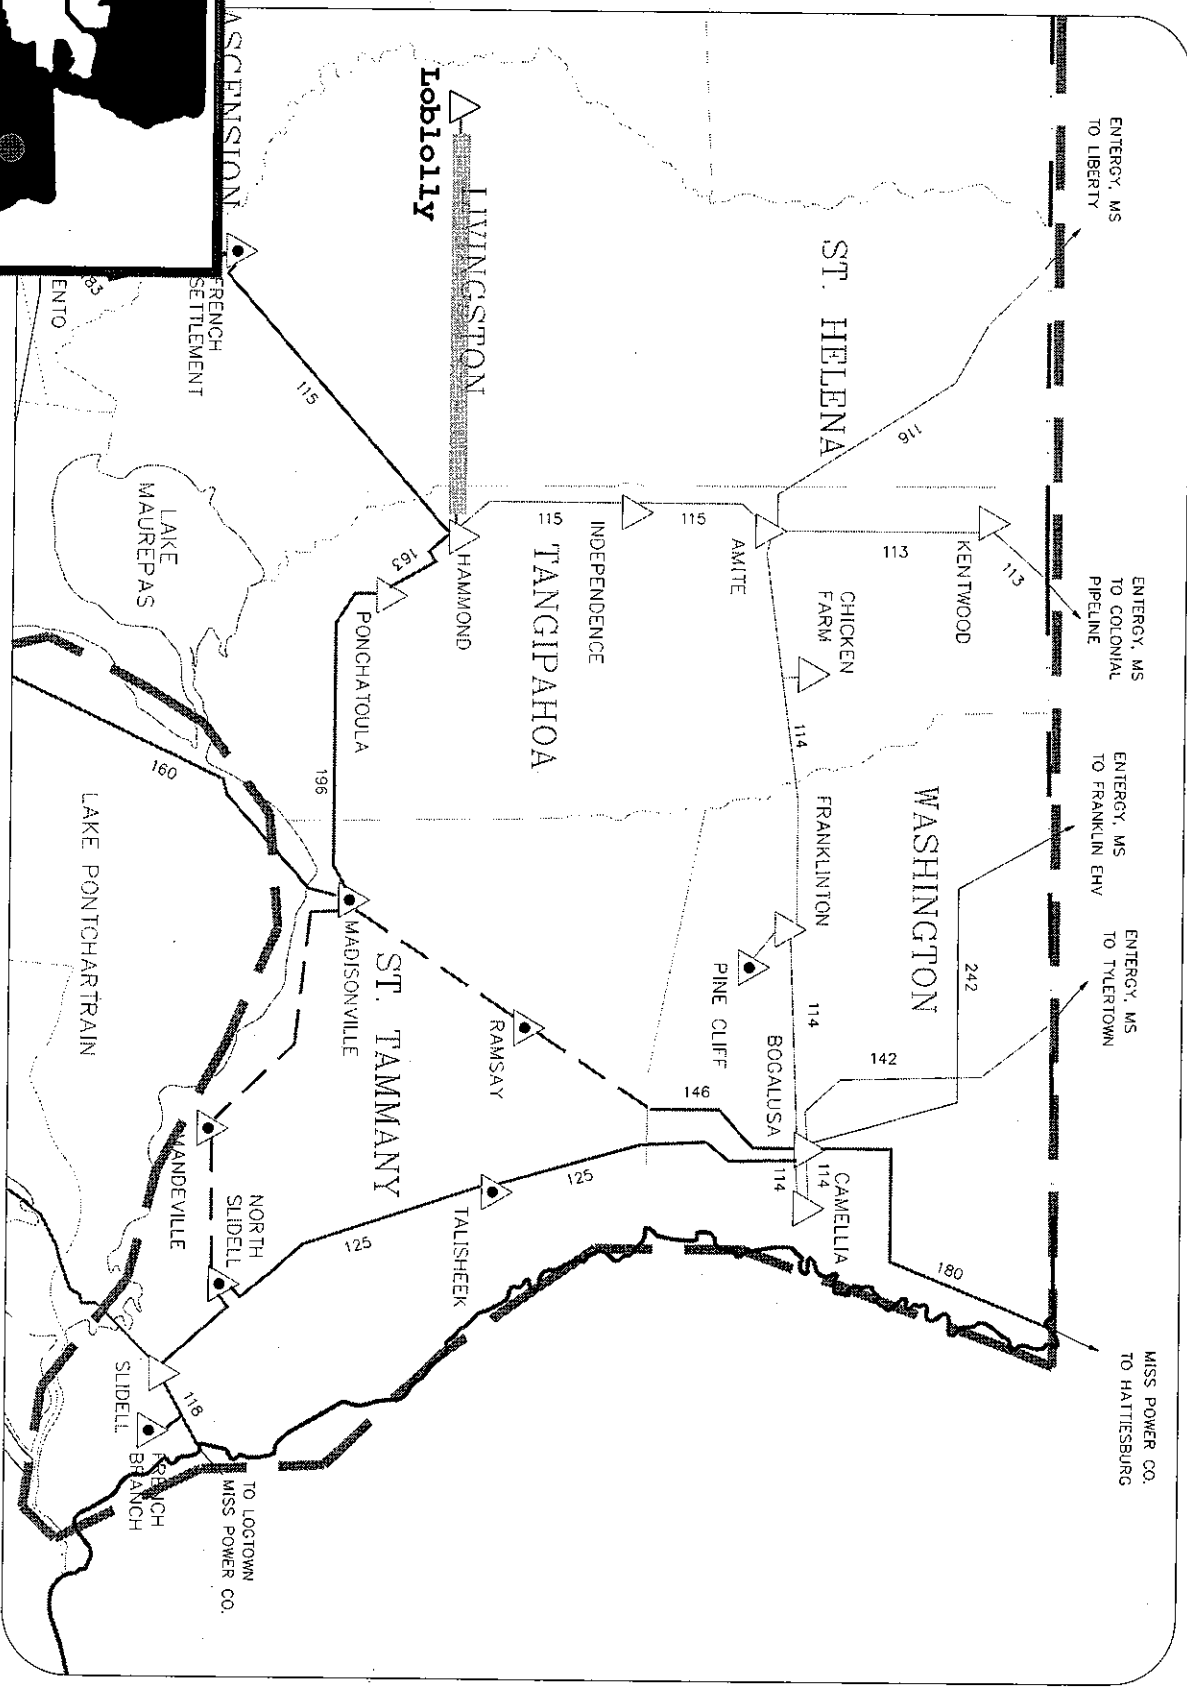 ENTERGY, MS
TO LIBERTY
ENTERGY, MS
TO COLONIAL
PIPELINE
ENTERGY, MS
TO FRANKLIN EHV
ENTERGY, MS
TO TYLERTOWN
MISS POWER CO.
TO HATTIESBURG
113
KENTWOOD
WASHINGTON
242
180
116
113
142
ST. HELENA
CHICKEN
FARM
FRANKLINTON
CAMELLIA
114
114
114
114
BOGALUSA
AMITE
PINE CLIFF
115
146
INDEPENDENCE
115
TANGIPAHOA
125
RAMSAY
LIVINGSTON
HAMMOND
TALISHEEK
Loblolly
163
ST. TAMMANY
PONCHATOULA
MADISONVILLE
125
196
115
ASCENSION
NORTH
SLIDELL
TO LOGTOWN
MISS POWER CO.
FRENCH
SETTLEMENT
118
MANDEVILLE
160
LAKE
MAUREPAS
FRENCH
BRANCH
SLIDELL
LAKE PONTCHARTRAIN
83
ENTO